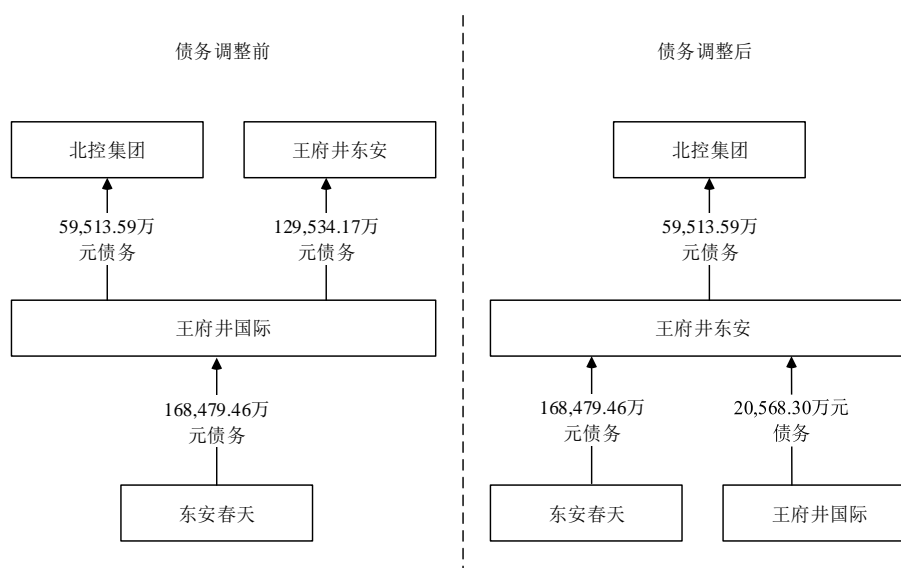 债务调整前
债务调整后
北控集团
王府井东安
北控集团
59,513.59万
元债务
129,534.17万
元债务
59,513.59万
元债务
王府井国际
王府井东安
168,479.46万
元债务
168,479.46万
元债务
20,568.30万元
债务
东安春天
东安春天
王府井国际